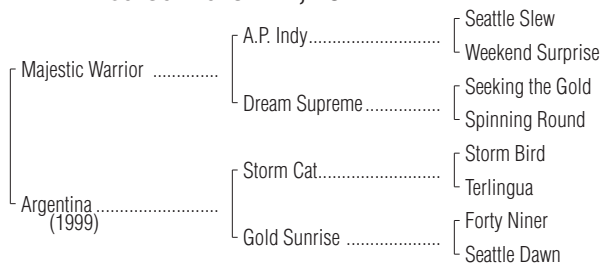 Seattle Slew
A.P. Indy..............................
Weekend Surprise
Majestic Warrior ..............
Seeking the Gold
Dream Supreme.................
Spinning Round
Storm Bird
Storm Cat............................
Terlingua
Argentina............................
(1999)
Forty Niner
Gold Sunrise .....................
Seattle Dawn